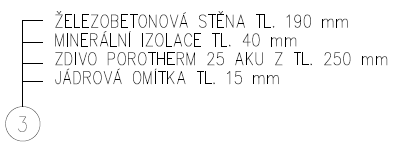 ŽELEZOBETONOVÁ STĚNA TL. 190 mm
MINERÁLNÍ IZOLACE TL. 40 mm
ZDIVO POROTHERM 25 AKU Z TL. 250 mm
JÁDROVÁ OMÍTKA TL. 15 mm
3